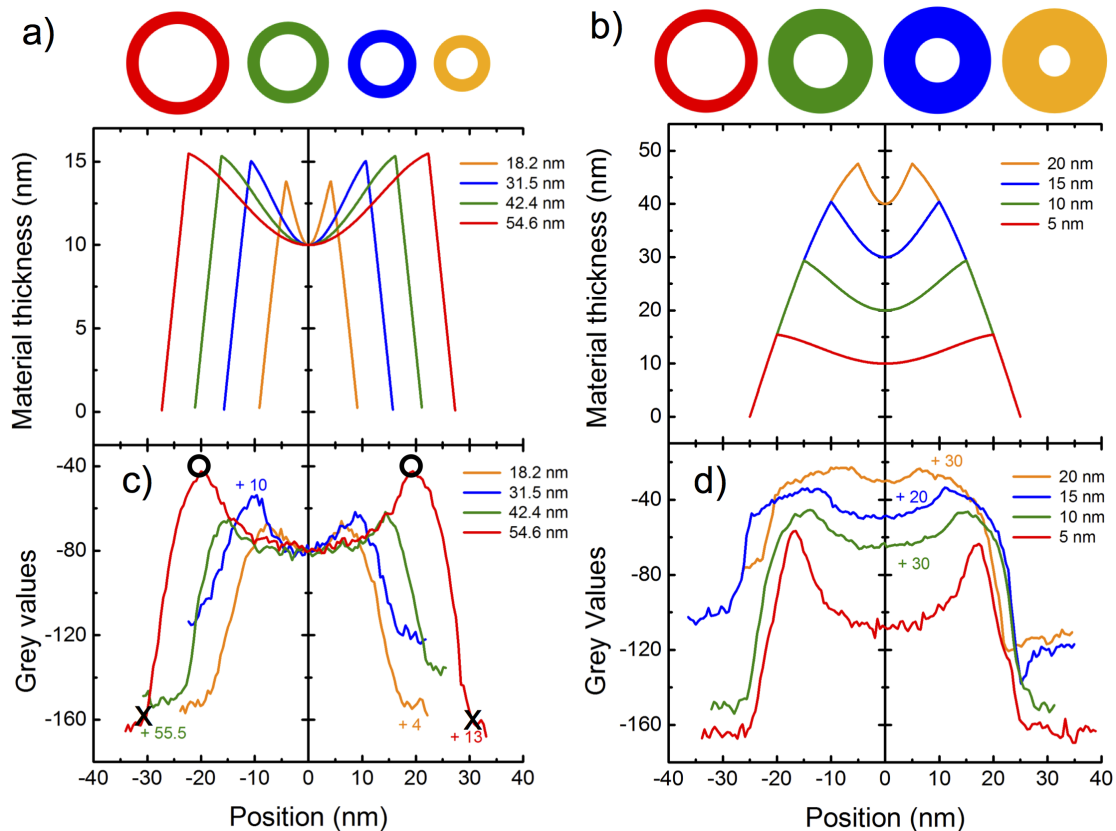 a)
b)
Material thickness (nm)
15
10
5
0
18.2 nm
31.5 nm
42.4 nm
54.6 nm
Material thickness (nm)
50
40
30
20
10
0
20 nm
15 nm
10 nm
5 nm
c)
Grey values
-40
-80
-120
-160
+ 10
18.2 nm
31.5 nm
42.4 nm
54.6 nm
X
+ 55.5
+ 4
X
+ 13
-40 -30 -20 -10 0 10 20 30 40
Position (nm)
d)
Grey Values
-40
-80
-120
-160
+ 30
+ 20
+ 30
20 nm
15 nm
10 nm
5 nm
-40 -30 -20 -10 0 10 20 30 40
Position (nm)